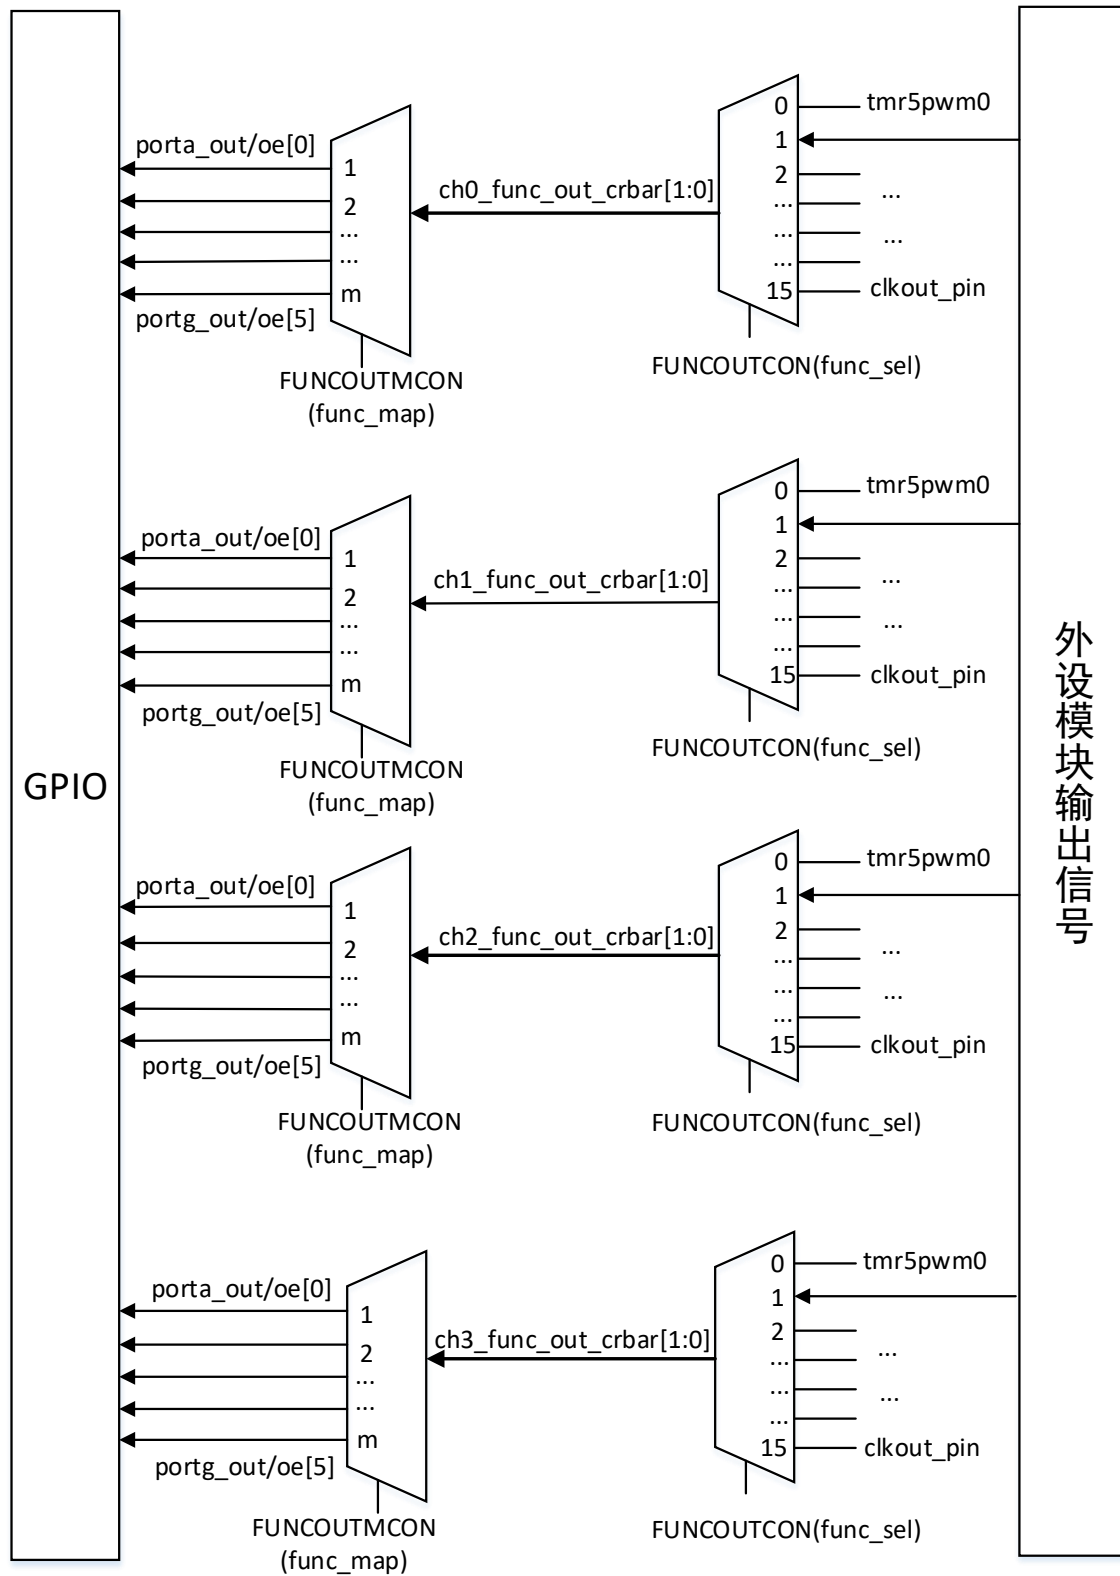 GPIO
porta_out/oe[0]
1
2
...
...
m
portg_out/oe[5]
FUNCOUTMCON
(func_map)
ch0_func_out_crbar[1:0]
0
1
2
...
...
...
15
tmr5pwm0
...
...
clkout_pin
FUNCOUTCON(func_sel)
porta_out/oe[0]
1
2
...
...
m
portg_out/oe[5]
FUNCOUTMCON
(func_map)
ch1_func_out_crbar[1:0]
0
1
2
...
...
...
15
tmr5pwm0
...
...
clkout_pin
FUNCOUTCON(func_sel)
porta_out/oe[0]
1
2
...
...
m
portg_out/oe[5]
FUNCOUTMCON
(func_map)
ch2_func_out_crbar[1:0]
0
1
2
...
...
...
15
tmr5pwm0
...
...
clkout_pin
FUNCOUTCON(func_sel)
porta_out/oe[0]
1
2
...
...
m
portg_out/oe[5]
FUNCOUTMCON
(func_map)
ch3_func_out_crbar[1:0]
0
1
2
...
...
...
15
tmr5pwm0
...
...
clkout_pin
FUNCOUTCON(func_sel)
外设模块输出信号